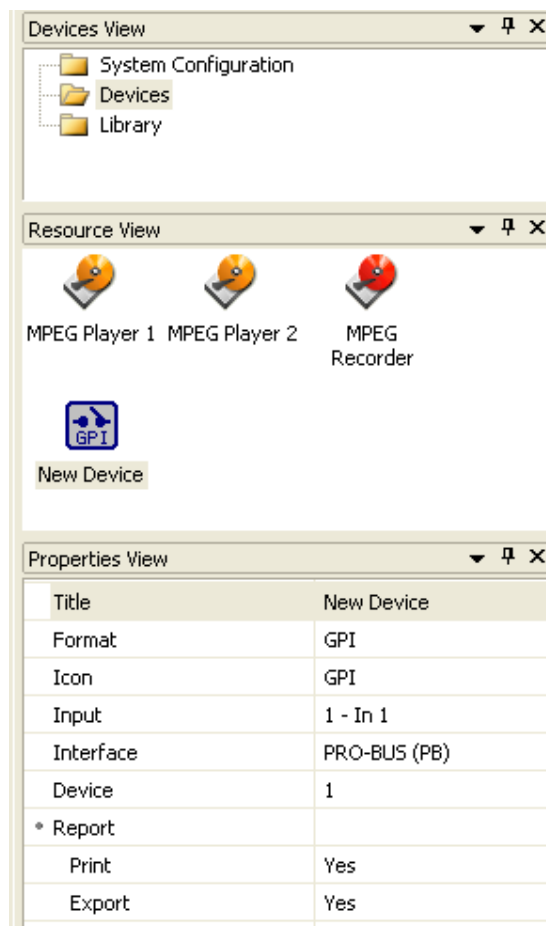 Devices View
System Configuration
Devices
Library
Resource View
MPEG Player 1 MPEG Player 2 MPEG
Recorder
GPI
New Device
Properties View
Title New Device
Format GPI
Icon GPI
Input 1 - In 1
Interface PRO-BUS (PB)
Device 1
Report
Print Yes
Export Yes